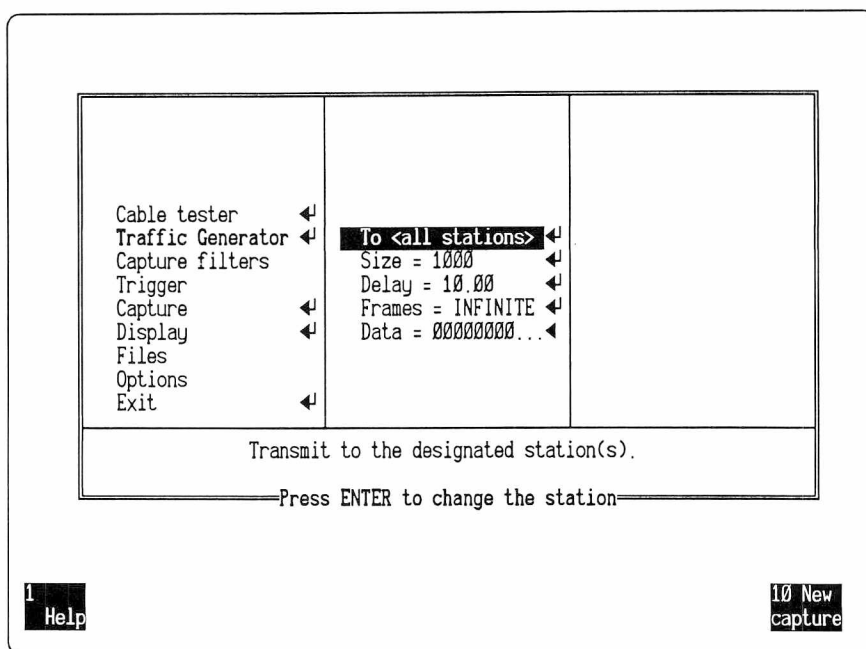 Cable tester
Traffic Generator
Capture filters
Trigger
Capture
Display
Files
Options
Exit
To <all stations>
Size = 1000
Delay = 10.00
Frames = INFINITE
Data = 00000000...
Transmit to the designated station(s).
Press ENTER to change the station
1
Help
10 New
capture